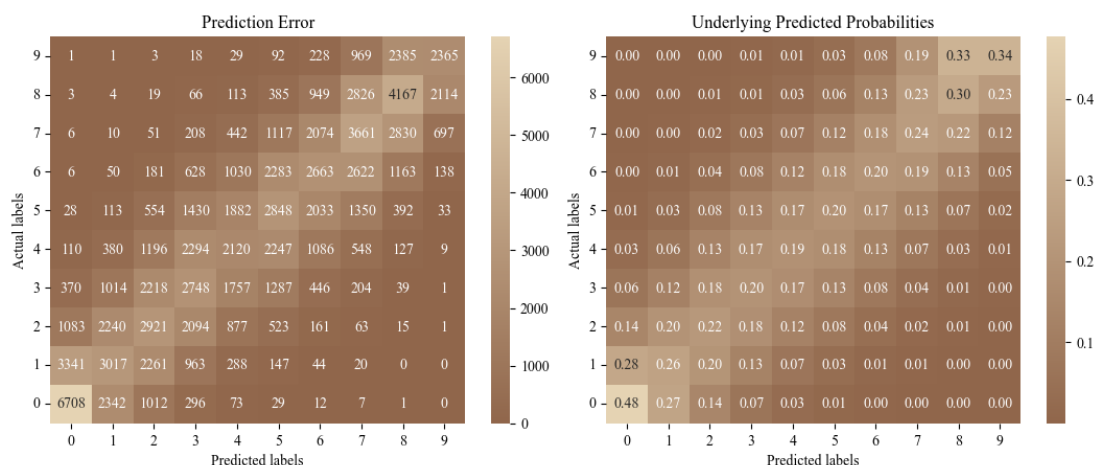 Prediction Error
9 1 1 3 18 29 92 228 969 2385 2365
8 3 4 19 66 113 385 949 2826 4167 2114
7 6 10 51 208 442 1117 2074 3661 2830 697
6 6 50 181 628 1030 2283 2663 2622 1163 138
5 28 113 554 1430 1882 2848 2033 1350 392 33
4 110 380 1196 2294 2120 2247 1086 548 127 9
3 370 1014 2218 2748 1757 1287 446 204 39 1
2 1083 2240 2921 2094 877 523 161 63 15 1
1 3341 3017 2261 963 288 147 44 20 0 0
0 6708 2342 1012 296 73 29 12 7 1 0
0 1 2 3 4 5 6 7 8 9
Predicted labels
Actual labels
6000
5000
4000
3000
2000
1000
0
Underlying Predicted Probabilities
9 0.00 0.00 0.00 0.01 0.01 0.03 0.08 0.19 0.33 0.34
8 0.00 0.00 0.01 0.01 0.03 0.06 0.13 0.23 0.30 0.23
7 0.00 0.00 0.02 0.03 0.07 0.12 0.18 0.24 0.22 0.12
6 0.00 0.01 0.04 0.08 0.12 0.18 0.20 0.19 0.13 0.05
5 0.01 0.03 0.08 0.13 0.17 0.20 0.17 0.13 0.07 0.02
4 0.03 0.06 0.13 0.17 0.19 0.18 0.13 0.07 0.03 0.01
3 0.06 0.12 0.18 0.20 0.17 0.13 0.08 0.04 0.01 0.00
2 0.14 0.20 0.22 0.18 0.12 0.08 0.04 0.02 0.01 0.00
1 0.28 0.26 0.20 0.13 0.07 0.03 0.01 0.01 0.00 0.00
0 0.48 0.27 0.14 0.07 0.03 0.01 0.00 0.00 0.00 0.00
0 1 2 3 4 5 6 7 8 9
Predicted labels
Actual labels
0.4
0.3
0.2
0.1